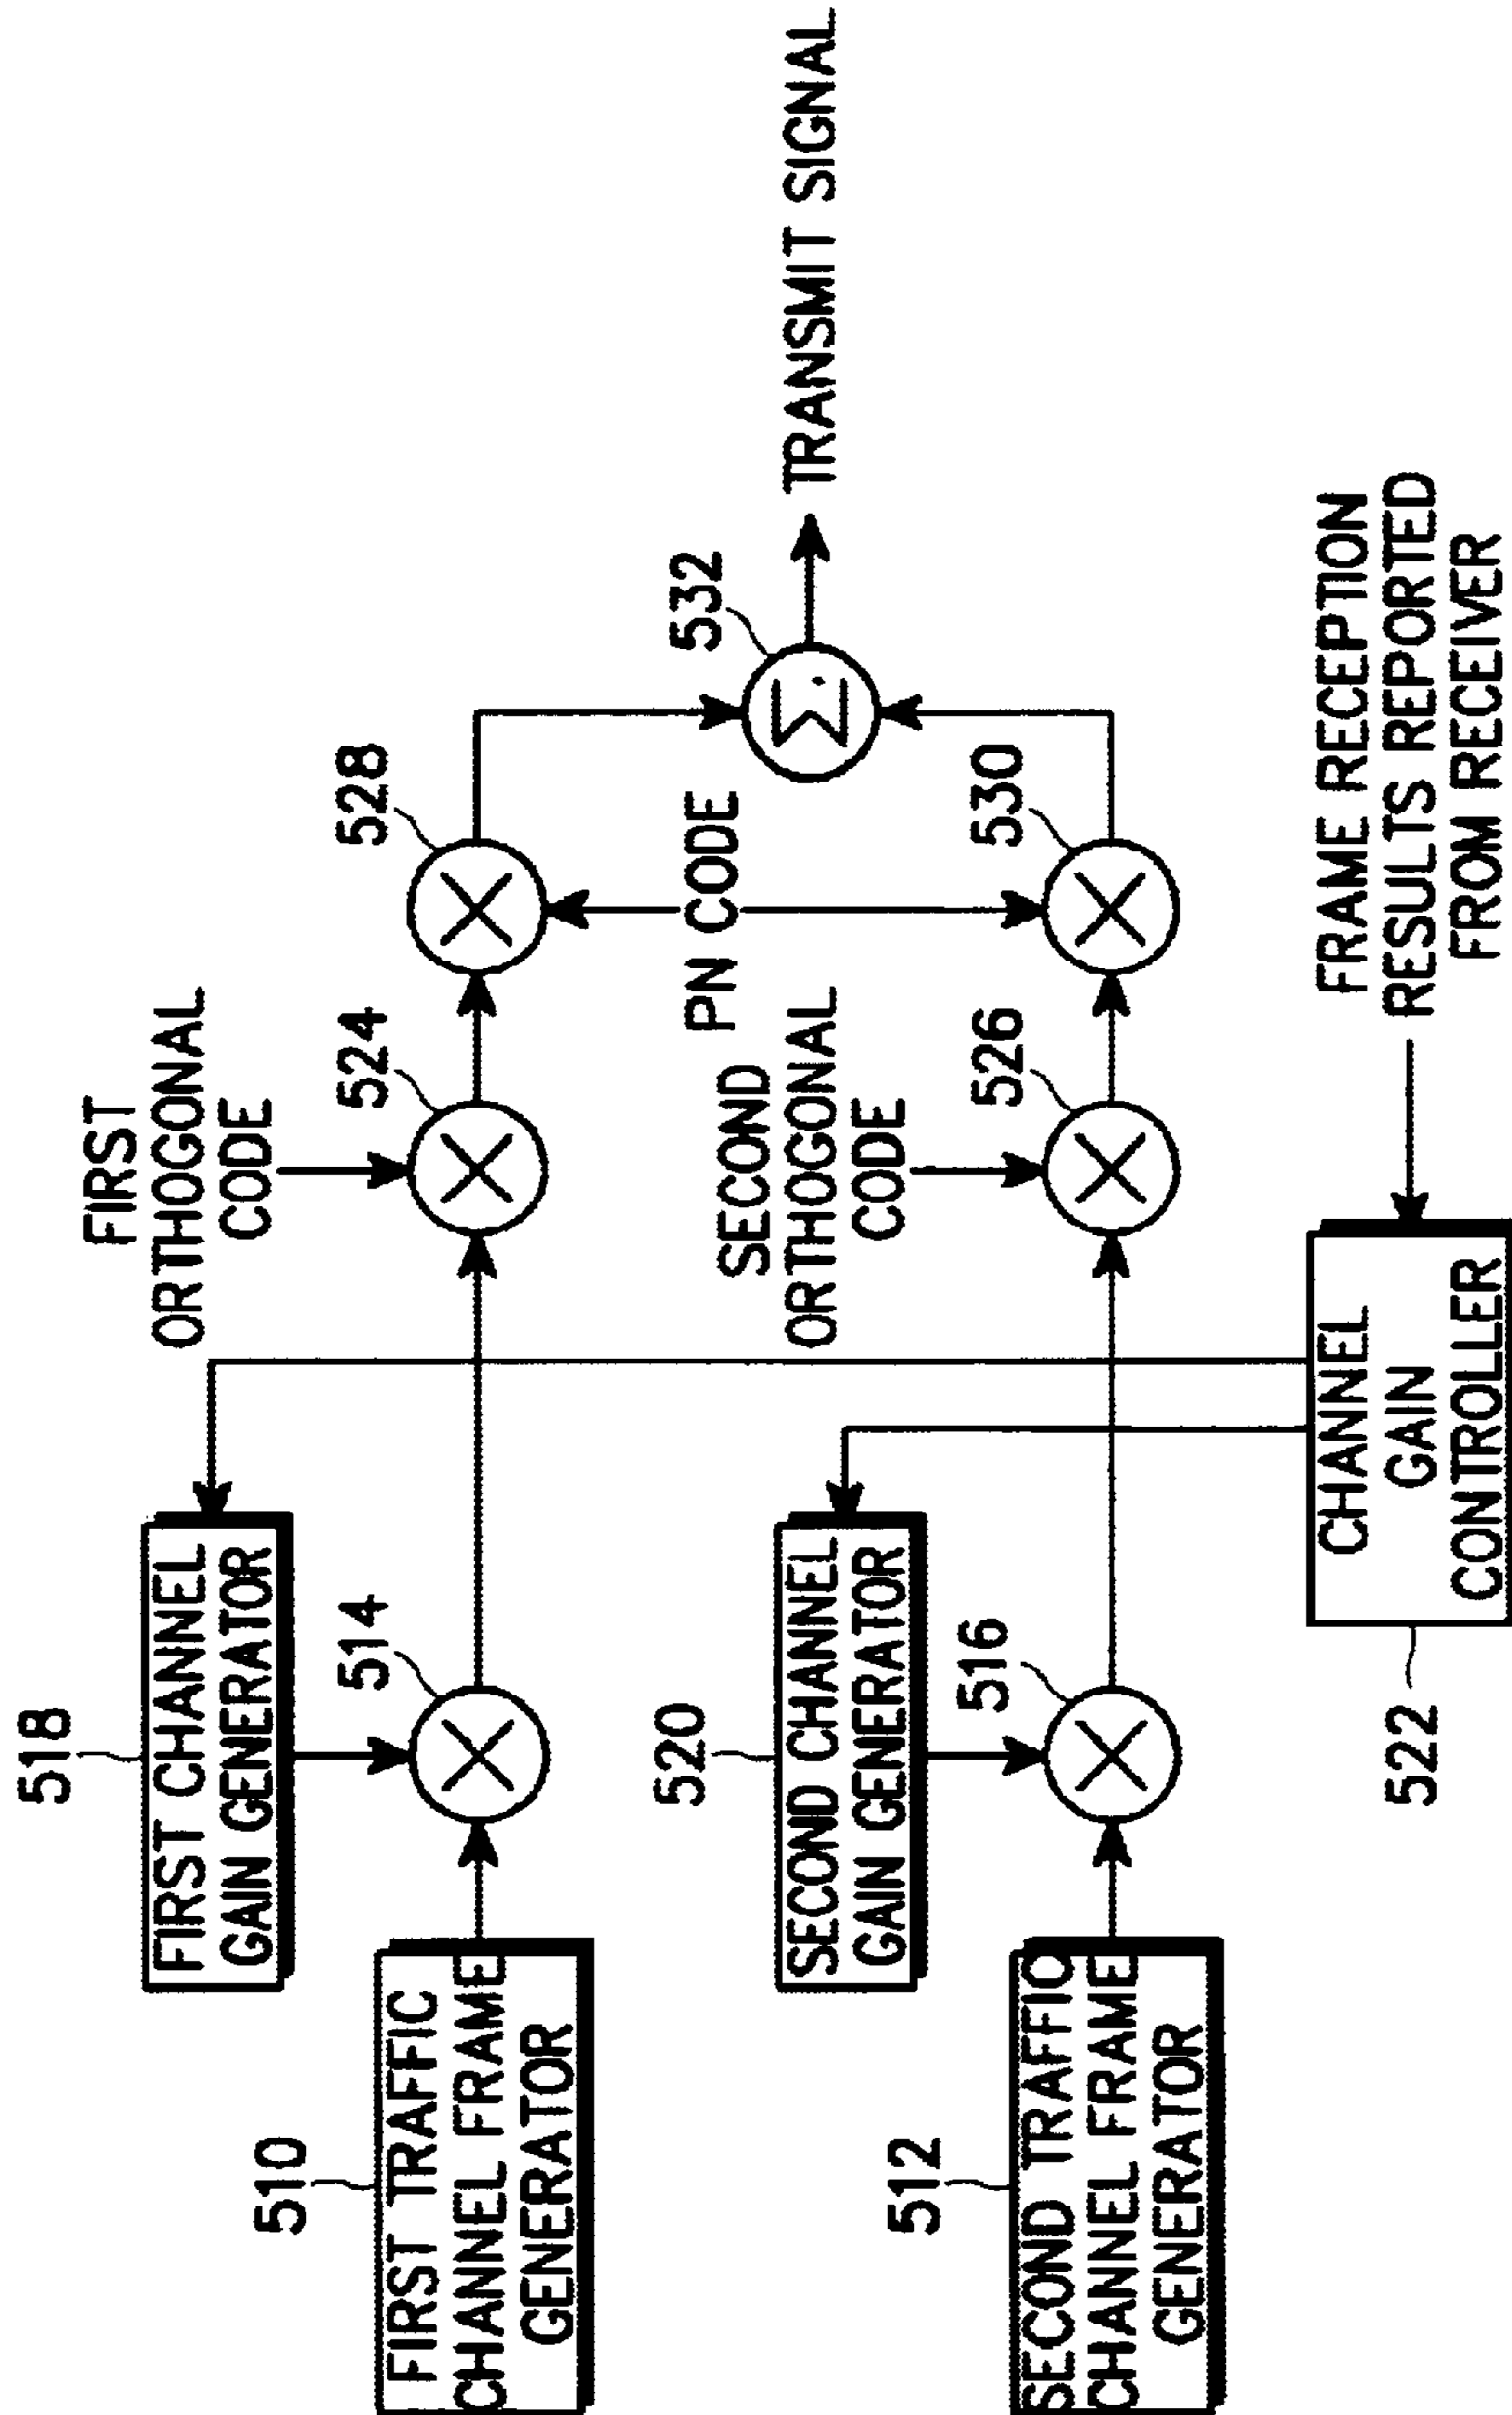 518
FIRST CHANNEL
GAIN GENERATOR
FIRST
ORTHOGONAL
CODE
510
FIRST TRAFFIC
CHANNEL FRAME
GENERATOR
514
524
528
532
TRANSMIT SIGNAL
PN CODE
520
SECOND CHANNEL
GAIN GENERATOR
SECOND
ORTHOGONAL
CODE
512
SECOND TRAFFIC
CHANNEL FRAME
GENERATOR
516
526
530
Σ
522
CHANNEL
GAIN
CONTROLLER
FRAME RECEPTION
RESULTS REPORTED
FROM RECEIVER